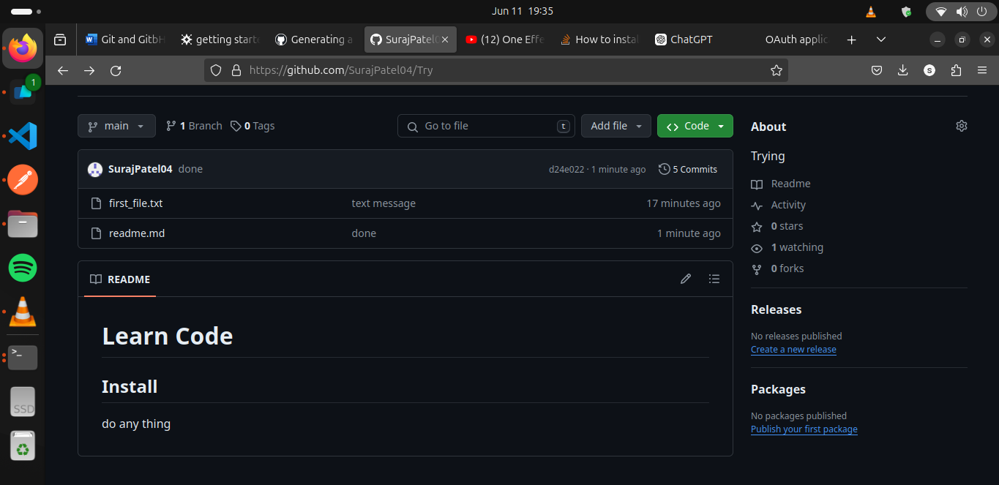 Jun 11 19:35
Git and GitbH
getting starte
Generating a
SurajPatel0
(12) One Effe
How to instal
ChatGPT
OAuth applic
1
https://github.com/SurajPatel04/Try
S
main
1 Branch
0 Tags
Go to file
t
Add file
Code
SurajPatel04 done
d24e022 · 1 minute ago
5 Commits
first_file.txt
text message
17 minutes ago
readme.md
done
1 minute ago
README
Learn Code
Install
do any thing
About
Trying
Readme
Activity
0 stars
1 watching
0 forks
Releases
No releases published
Create a new release
Packages
No packages published
Publish your first package
>_
SSD